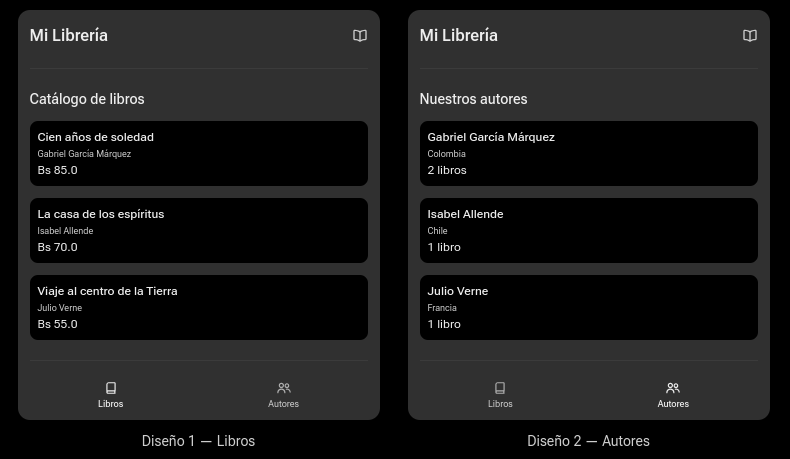 Mi Librería
Catálogo de libros
Cien años de soledad
Gabriel García Márquez
Bs 85.0
La casa de los espíritus
Isabel Allende
Bs 70.0
Viaje al centro de la Tierra
Julio Verne
Bs 55.0
Libros
Autores
Diseño 1 — Libros
Mi Librería
Nuestros autores
Gabriel García Márquez
Colombia
2 libros
Isabel Allende
Chile
1 libro
Julio Verne
Francia
1 libro
Libros
Autores
Diseño 2 — Autores